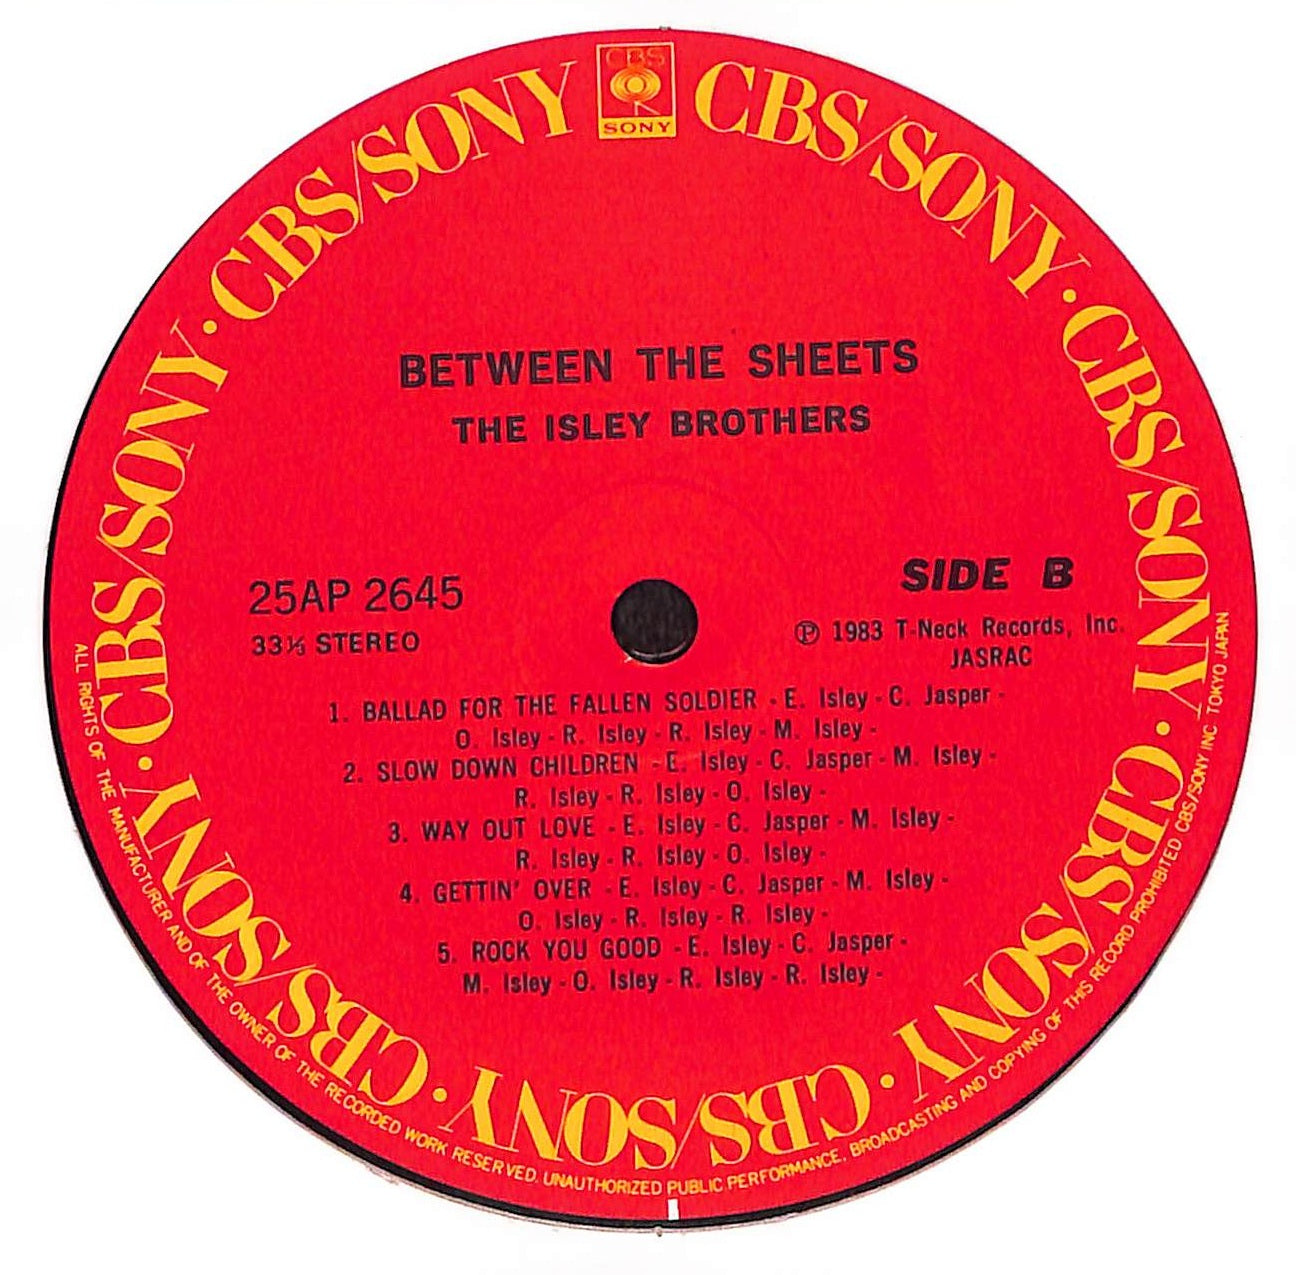 CBS
SONY
CBS/SONY · CBS/SONY · CBS/SONY · CBS/SONY · CBS/SONY · CBS/SONY · CBS/SONY
BETWEEN THE SHEETS
THE ISLEY BROTHERS
25AP 2645
33⅓ STEREO
SIDE B
Ⓟ 1983 T-Neck Records, Inc.
JASRAC
1. BALLAD FOR THE FALLEN SOLDIER - E. Isley - C. Jasper -
O. Isley - R. Isley - R. Isley - M. Isley -
2. SLOW DOWN CHILDREN - E. Isley - C. Jasper - M. Isley -
R. Isley - R. Isley - O. Isley -
3. WAY OUT LOVE - E. Isley - C. Jasper - M. Isley -
R. Isley - R. Isley - O. Isley -
4. GETTIN' OVER - E. Isley - C. Jasper - M. Isley -
O. Isley - R. Isley - R. Isley -
5. ROCK YOU GOOD - E. Isley - C. Jasper -
M. Isley - O. Isley - R. Isley - R. Isley -
ALL RIGHTS OF THE MANUFACTURER AND OF THE OWNER OF THE RECORDED WORK RESERVED. UNAUTHORIZED PUBLIC PERFORMANCE, BROADCASTING AND COPYING OF THIS RECORD PROHIBITED CBS/SONY INC. TOKYO JAPAN